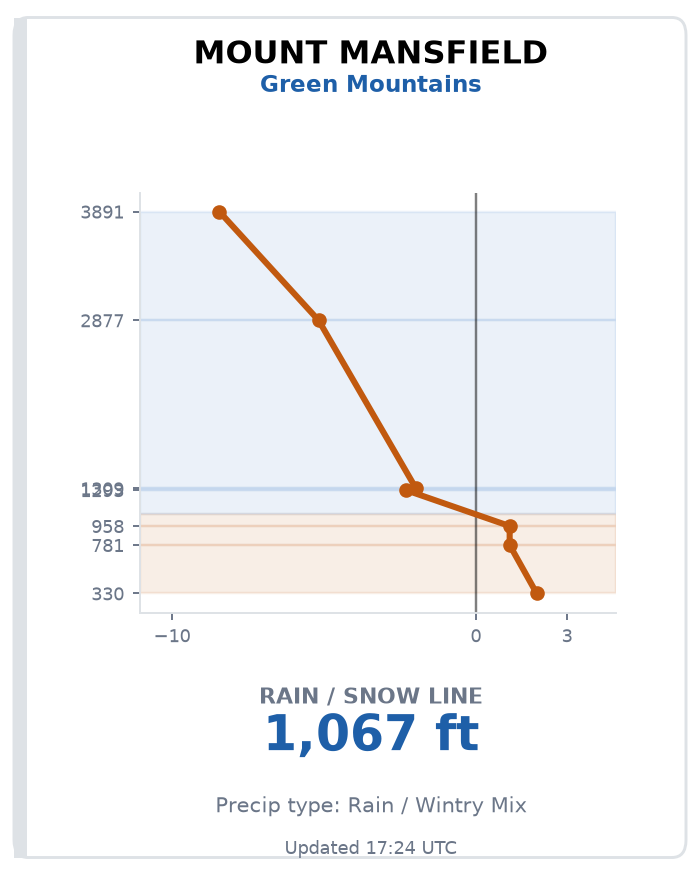 MOUNT MANSFIELD
Green Mountains
3891
2877
958
781
330
−10 0 3
RAIN / SNOW LINE
1,067 ft
Precip type: Rain / Wintry Mix
Updated 17:24 UTC